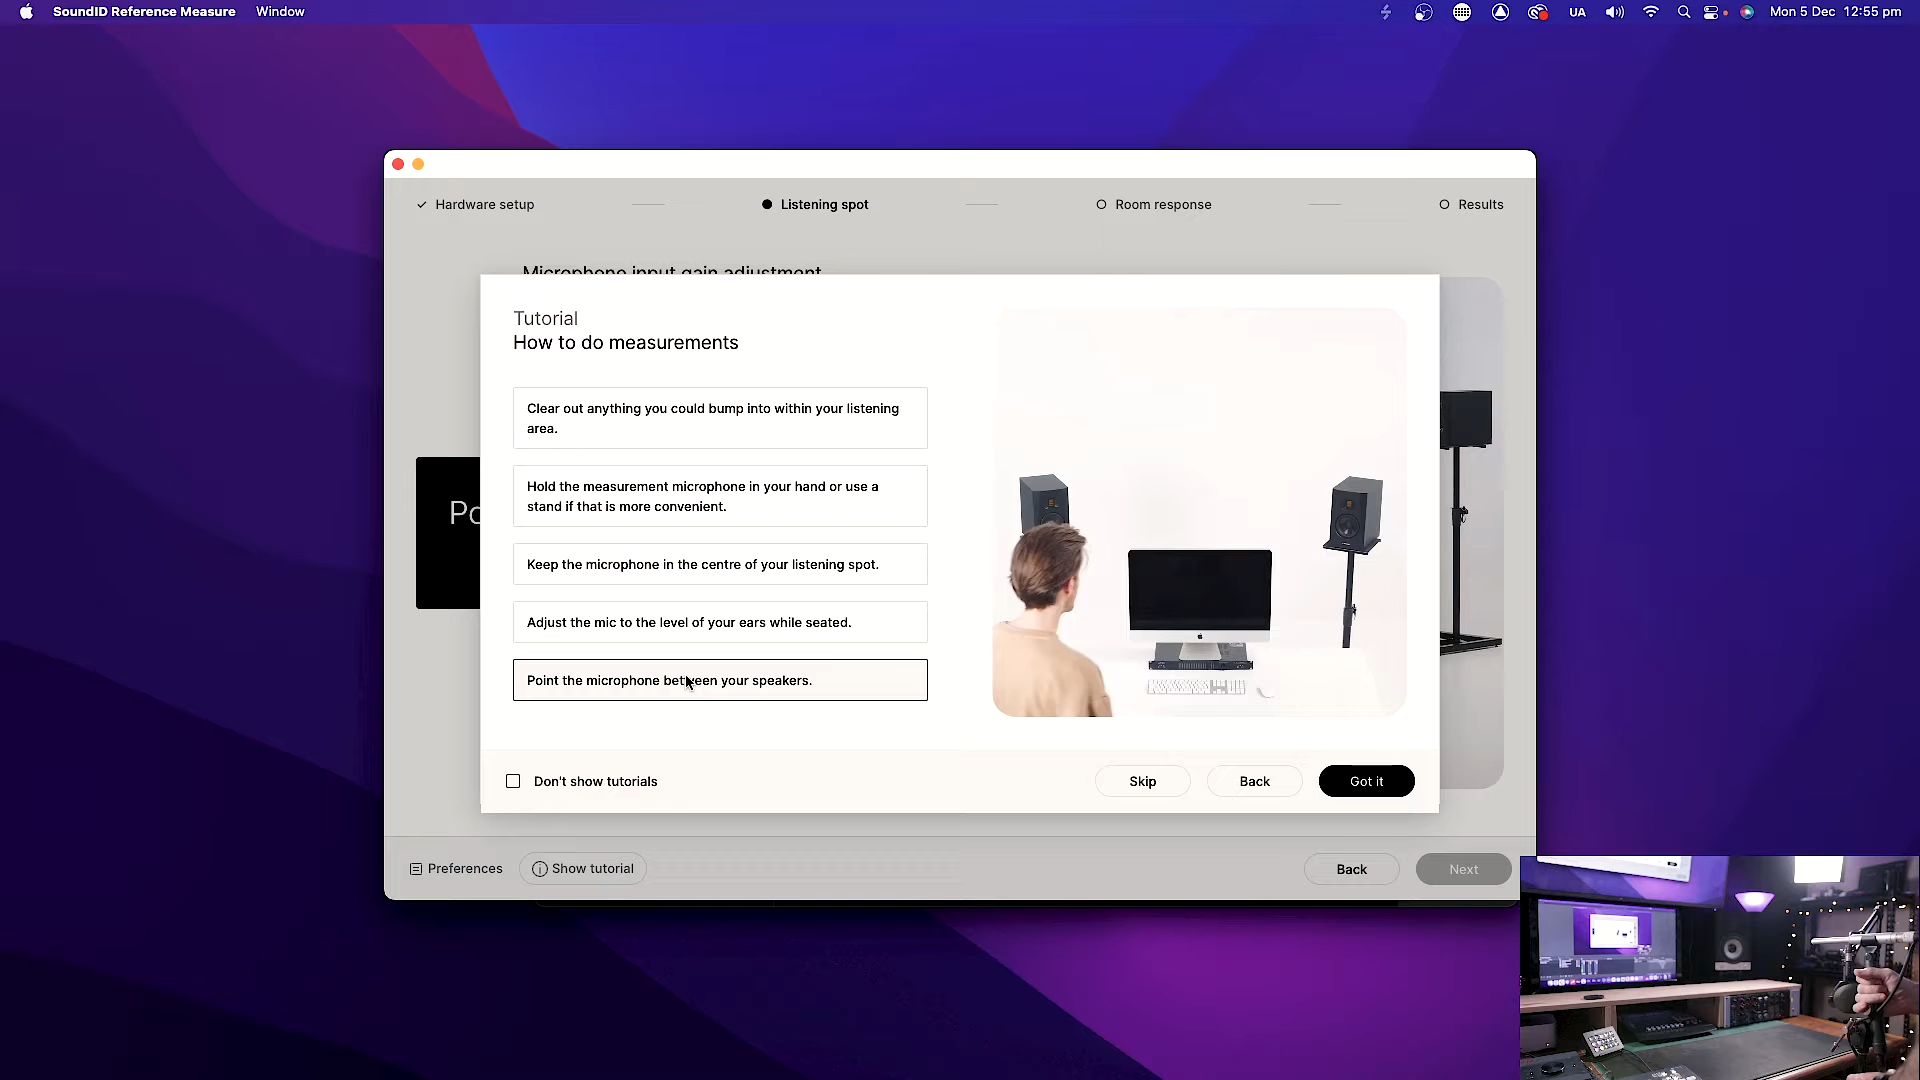 SoundID Reference Measure Window
UA
Mon 5 Dec 12:55 pm
Hardware setup
Listening spot
Room response
Results
Microphone input gain adjustment
Tutorial
How to do measurements
Clear out anything you could bump into within your listening
area.
Hold the measurement microphone in your hand or use a
stand if that is more convenient.
Keep the microphone in the centre of your listening spot.
Adjust the mic to the level of your ears while seated.
Point the microphone between your speakers.
Don't show tutorials
Skip
Back
Got it
Preferences
Show tutorial
Back
Next